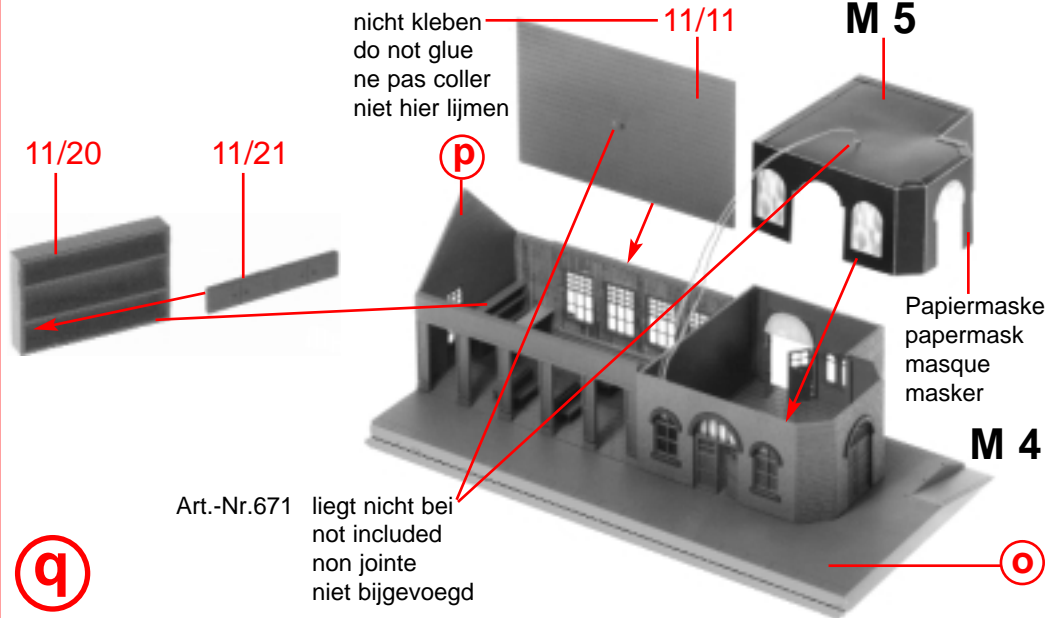 nicht kleben
do not glue
ne pas coller
niet hier lijmen
11/11
M 5
11/20
11/21
p
Papiermaske
papermask
masque
masker
M 4
Art.-Nr.671 liegt nicht bei
not included
non jointe
niet bijgevoegd
q
o